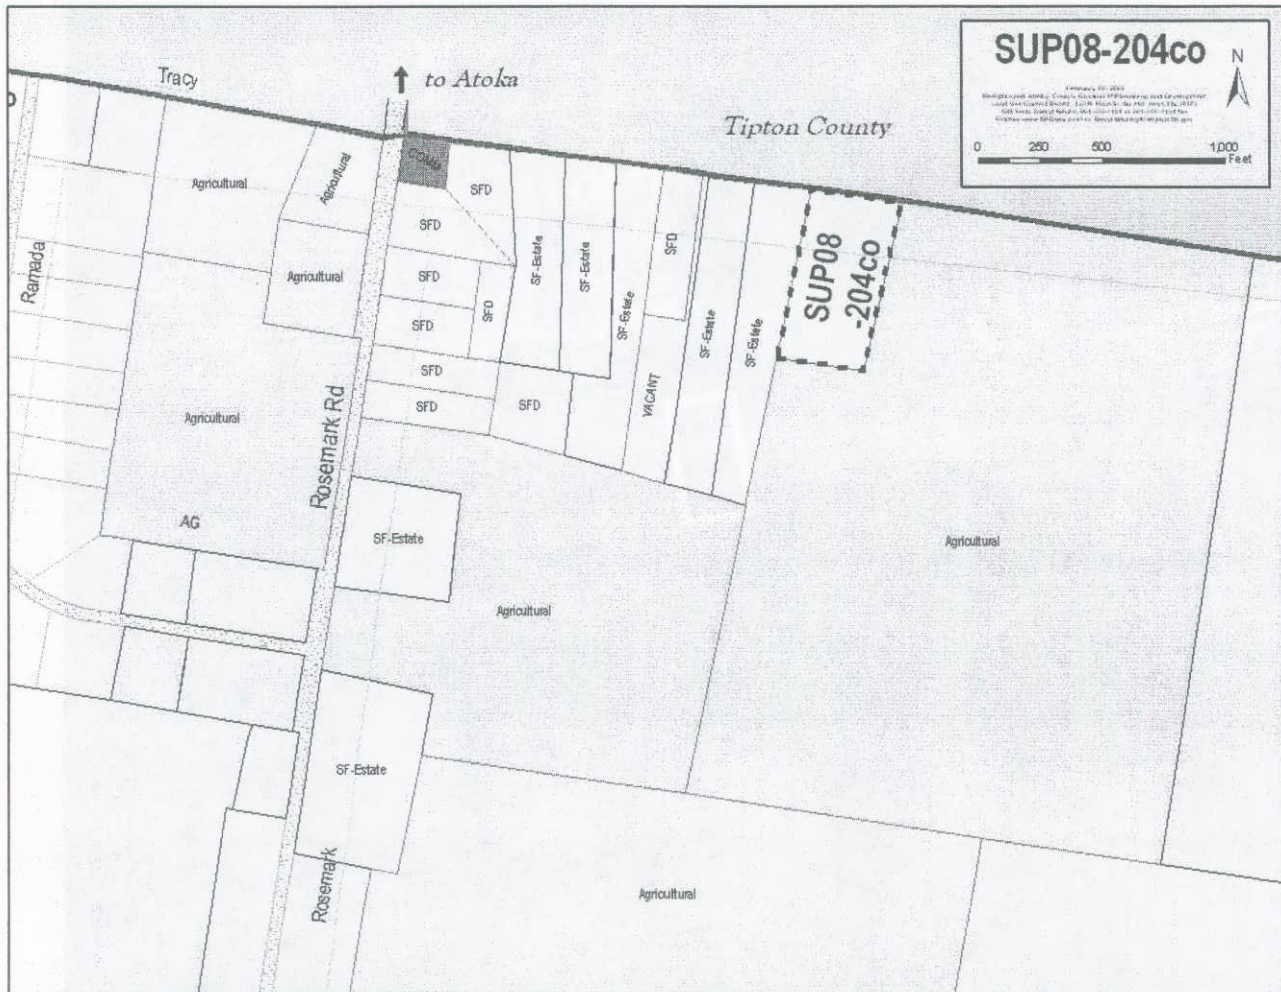 SUP08-204co
N
0 500 1,000
Feet
to Atoka
Tracy
Tipton County
COMM
Agricultural
Agricultural
SFD
SFD
SF-Estate
SF-Estate
SF-Estate
SFD
SF-Estate
SF-Estate
SUP08
-204co
Ramada
Agricultural
SFD
SFD
SFD
SFD
SFD
SFD
VACANT
Agricultural
Rosemark Rd
AG
SF-Estate
Agricultural
Agricultural
SF-Estate
Rosemark
Agricultural